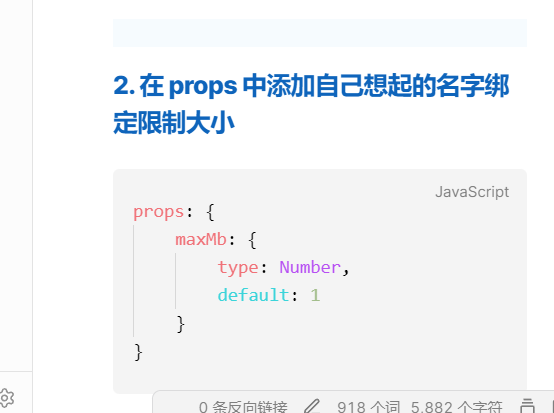 2. 在 props 中添加自己想起的名字绑
定限制大小
JavaScript
props: {
maxMb: {
type: Number,
default: 1
}
}
0 条反向链接 918 个词 5,882 个字符